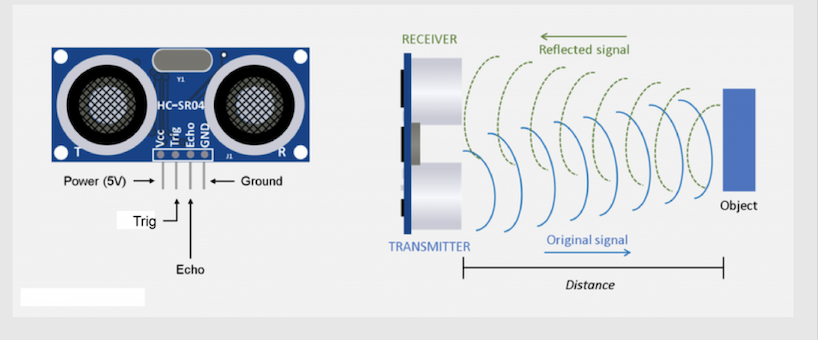 Y1
HC-SR04
Vcc
Trig
Echo
GND
T
J1
R
Power (5V)
Ground
Trig
Echo
RECEIVER
Reflected signal
Object
TRANSMITTER
Original signal
Distance